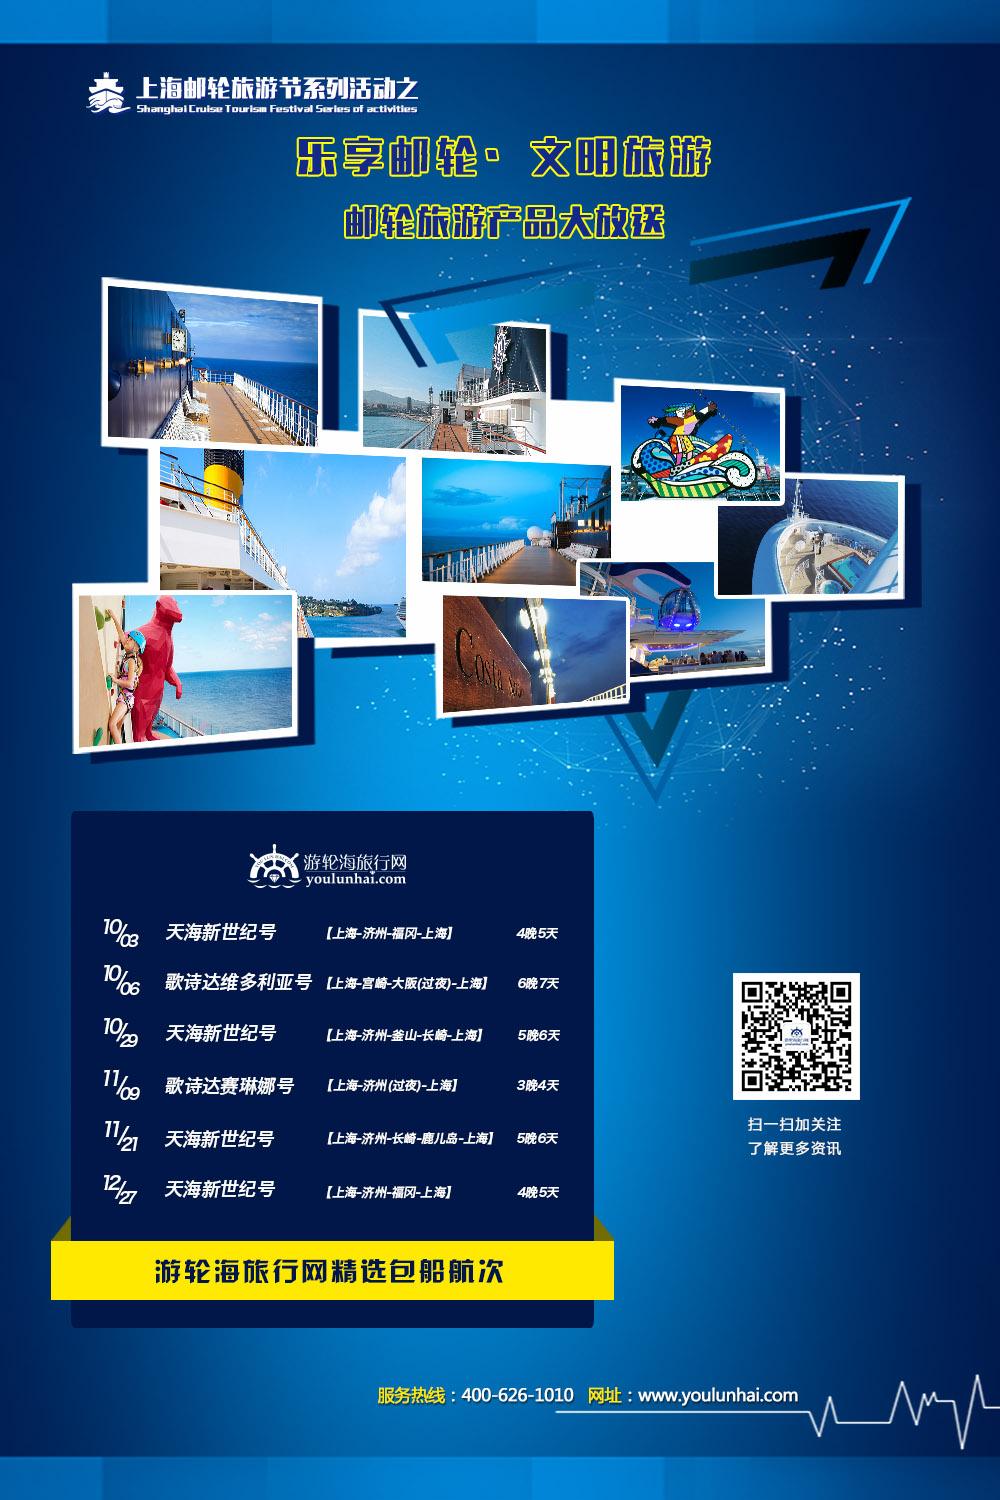 上海邮轮旅游节系列活动之
Shanghai Cruise Tourism Festival Series of activities
乐享邮轮·文明旅游
邮轮旅游产品大放送
Costa
游轮海旅行网
youlunhai.com
10/03 天海新世纪号 【上海-济州-福冈-上海】 4晚5天
10/06 歌诗达维多利亚号 【上海-宫崎-大阪(过夜)-上海】 6晚7天
10/29 天海新世纪号 【上海-济州-釜山-长崎-上海】 5晚6天
11/09 歌诗达赛琳娜号 【上海-济州(过夜)-上海】 3晚4天
11/21 天海新世纪号 【上海-济州-长崎-鹿儿岛-上海】 5晚6天
12/27 天海新世纪号 【上海-济州-福冈-上海】 4晚5天
游轮海旅行网精选包船航次
游轮海旅行网
youlunhai.com
扫一扫加关注
了解更多资讯
服务热线：400-626-1010 网址：www.youlunhai.com